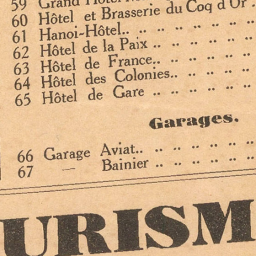 59 Grand Hôtel
60 Hôtel et Brasserie du Coq d'Or ..
61 Hanoi-Hôtel.. .. .. .. .. ..
62 Hôtel de la Paix .. .. .. ..
63 Hôtel de France.. .. .. .. ..
64 Hôtel des Colonies.. .. .. ..
65 Hôtel de Gare .. .. .. .. ..
Garages.
66 Garage Aviat.. .. .. .. .. ..
67 — Bainier .. .. .. .. ..
URISM